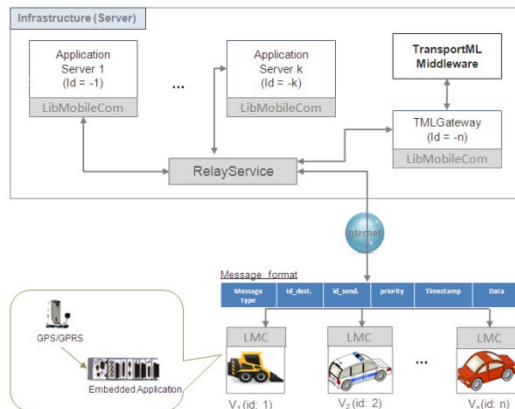 Infrastructure (Server)
Application
Server 1
(Id = -1)
LibMobileCom
...
Application
Server k
(Id = -k)
LibMobileCom
TransportML
Middleware
TMLGateway
(Id = -n)
LibMobileCom
RelayService
Internet
Message format
Message type
Id_dest.
id_send.
priority
Timestamp
Data
GPS/GPRS
Embedded Application
LMC
LMC
...
LMC
V1 (id: 1)
V2 (id: 2)
Vn (id: n)